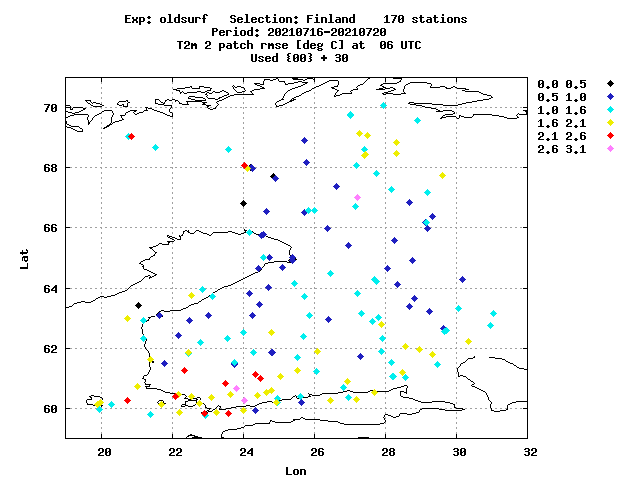 Exp: oldsurf Selection: Finland 170 stations
Period: 20210716-20210720
T2m 2 patch rmse [deg C] at 06 UTC
Used {00} + 30
0.0 0.5
0.5 1.0
1.0 1.6
1.6 2.1
2.1 2.6
2.6 3.1
70
68
66
64
62
60
Lat
20 22 24 26 28 30 32
Lon